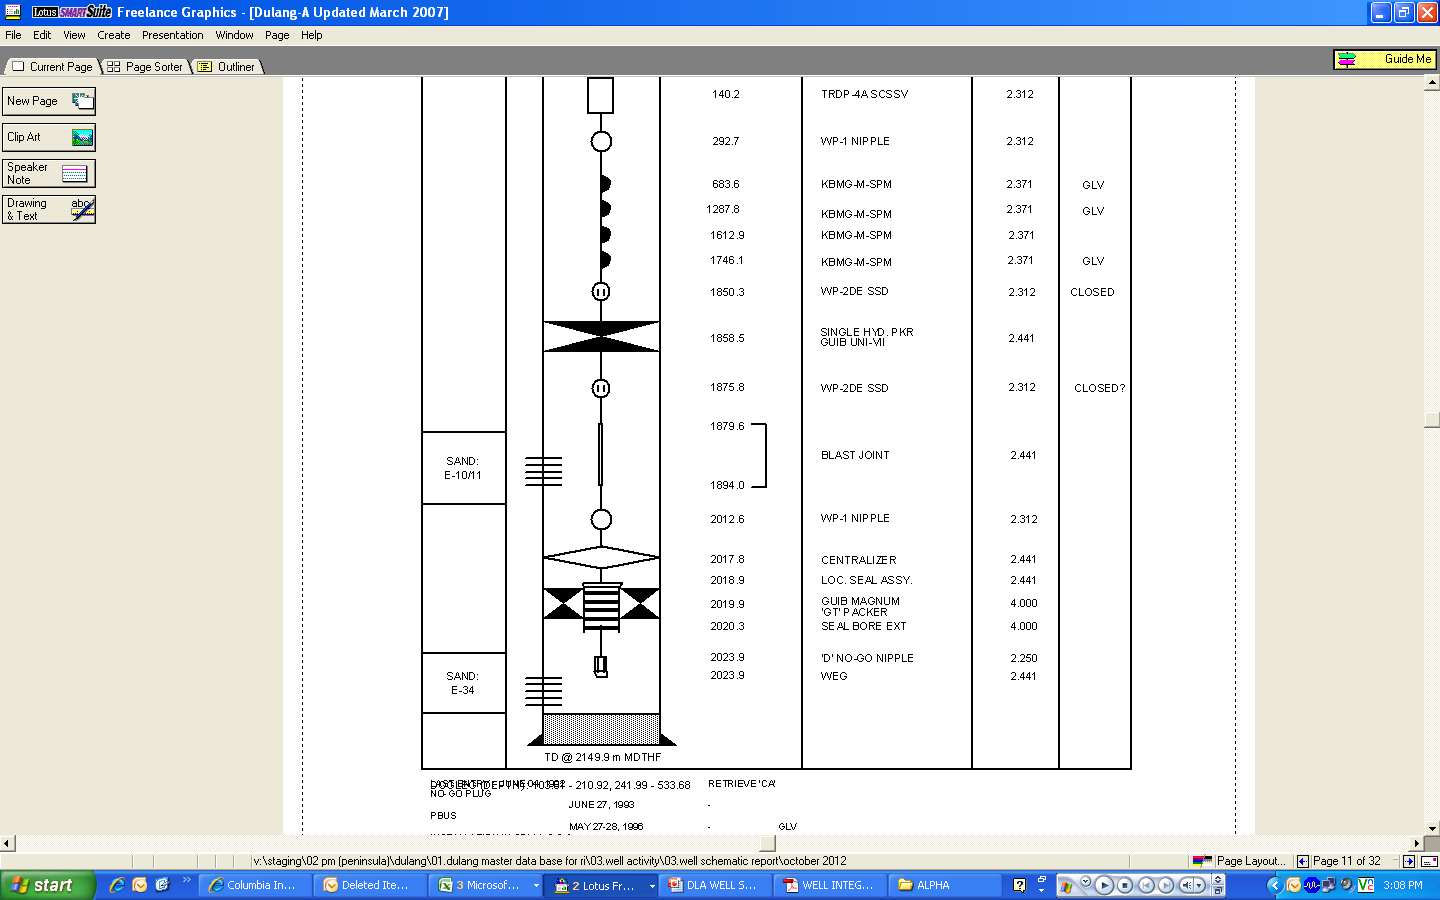 Lotus SMARTSuite Freelance Graphics - [Dulang-A Updated March 2007]
File Edit View Create Presentation Window Page Help
Current Page Page Sorter Outliner Guide Me
New Page
Clip Art
Speaker
Note
Drawing
& Text
abc
140.2 TRDP-4A SCSSV 2.312
292.7 WP-1 NIPPLE 2.312
683.6 KBMG-M-SPM 2.371 GLV
1287.8 KBMG-M-SPM 2.371 GLV
1612.9 KBMG-M-SPM 2.371
1746.1 KBMG-M-SPM 2.371 GLV
1850.3 WP-2DE SSD 2.312 CLOSED
1858.5 SINGLE HYD. PKR 2.441
GUIB UNI-VII
1875.8 WP-2DE SSD 2.312 CLOSED?
1879.6
SAND:
E-10/11
BLAST JOINT 2.441
1894.0
2012.6 WP-1 NIPPLE 2.312
2017.8 CENTRALIZER 2.441
2018.9 LOC. SEAL ASSY. 2.441
2019.9 GUIB MAGNUM 4.000
'GT' PACKER
2020.3 SEAL BORE EXT 4.000
2023.9 'D' NO-GO NIPPLE 2.250
2023.9 WEG 2.441
SAND:
E-34
TD @ 2149.9 m MDTHF
- 210.92, 241.99 - 533.68 RETRIEVE 'CA'
NO-GO PLUG
JUNE 27, 1993 -
PBUS
MAY 27-28, 1996 - GLV
v:\staging\02 pm (peninsula)\dulang\01.dulang master data base for ri\03.well activity\03.well schematic report\october 2012 Page Layout... Page 11 of 32
start Columbia In... Deleted Ite... 3 Microsof... 2 Lotus Fr... DLA WELL S... WELL INTEG... ALPHA 3:08 PM